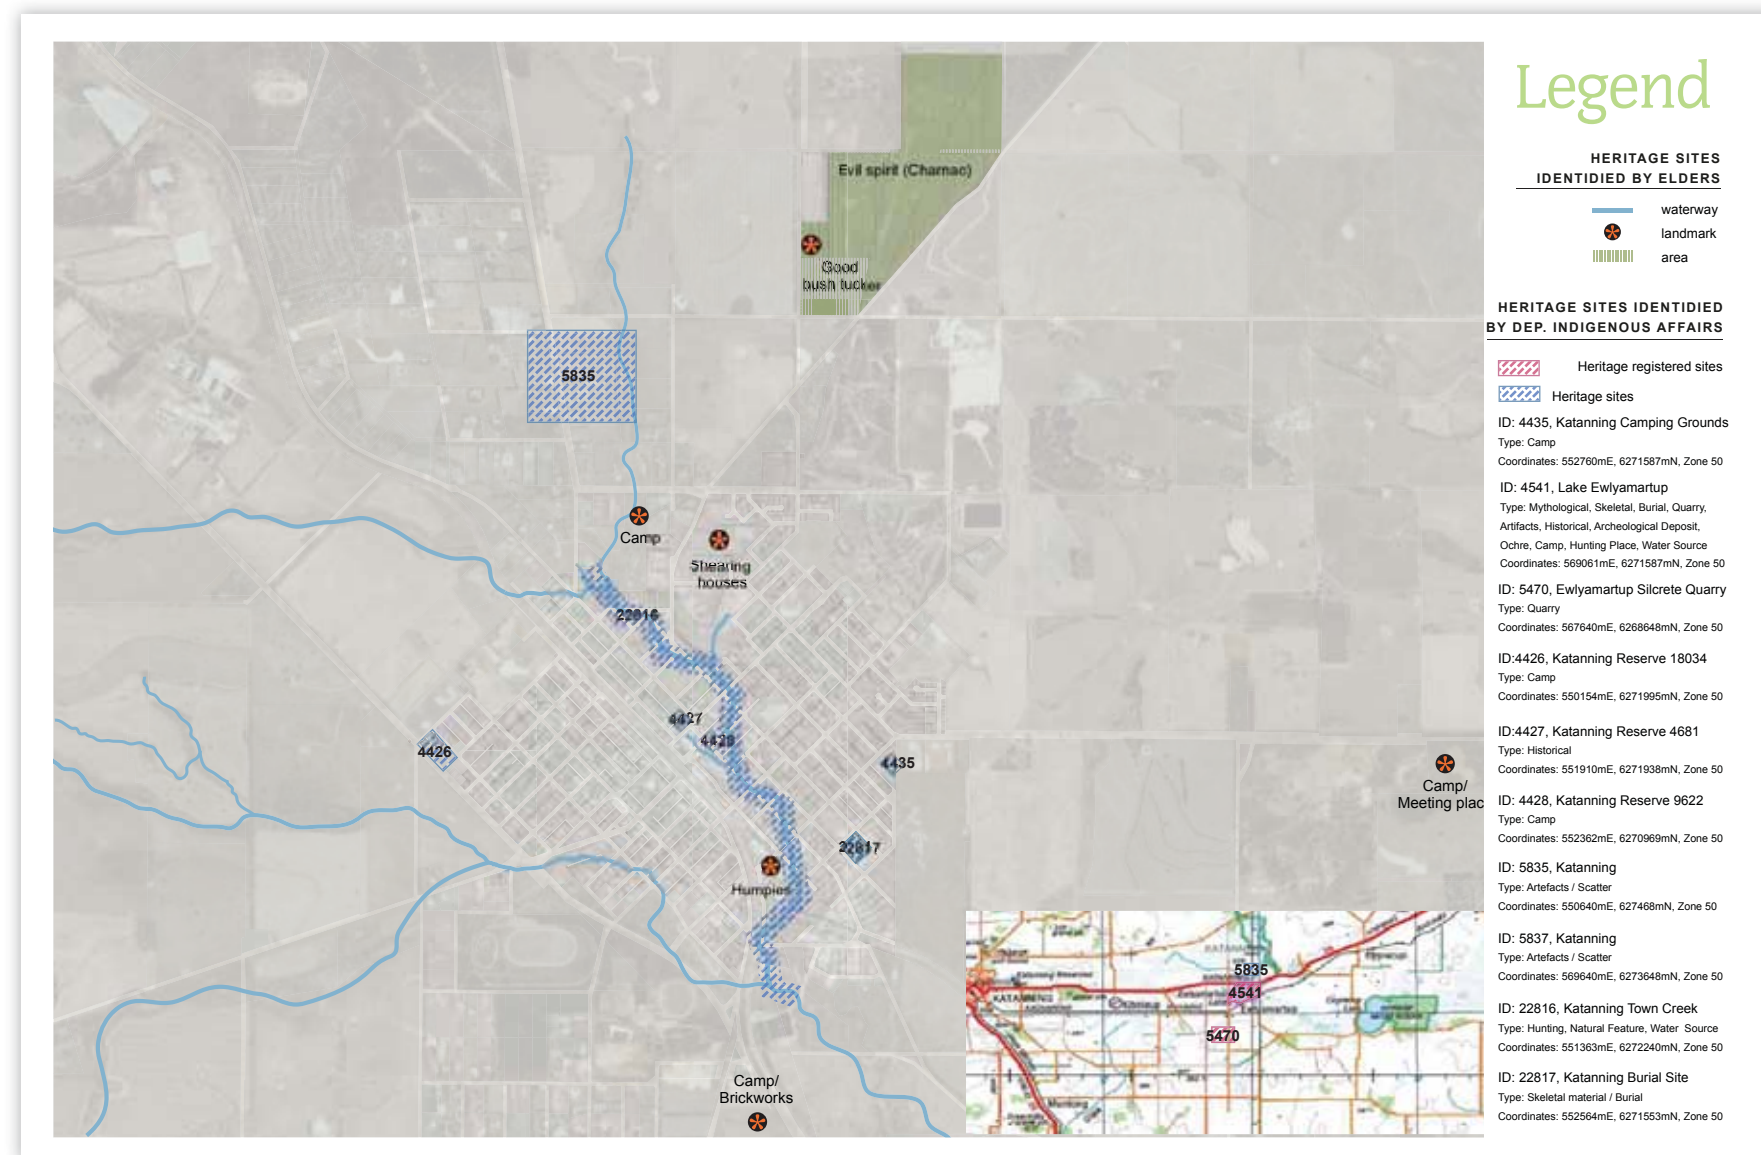 Legend
HERITAGE SITES
IDENTIDIED BY ELDERS
waterway
landmark
area
HERITAGE SITES IDENTIDIED
BY DEP. INDIGENOUS AFFAIRS
Heritage registered sites
Heritage sites
ID: 4435, Katanning Camping Grounds
Type: Camp
Coordinates: 552760mE, 6271587mN, Zone 50
ID: 4541, Lake Ewlyamartup
Type: Mythological, Skeletal, Burial, Quarry,
Artifacts, Historical, Archeological Deposit,
Ochre, Camp, Hunting Place, Water Source
Coordinates: 569061mE, 6271587mN, Zone 50
ID: 5470, Ewlyamartup Silcrete Quarry
Type: Quarry
Coordinates: 567640mE, 6268648mN, Zone 50
ID:4426, Katanning Reserve 18034
Type: Camp
Coordinates: 550154mE, 6271995mN, Zone 50
ID:4427, Katanning Reserve 4681
Type: Historical
Coordinates: 551910mE, 6271938mN, Zone 50
ID: 4428, Katanning Reserve 9622
Type: Camp
Coordinates: 552362mE, 6270969mN, Zone 50
ID: 5835, Katanning
Type: Artefacts / Scatter
Coordinates: 550640mE, 627468mN, Zone 50
ID: 5837, Katanning
Type: Artefacts / Scatter
Coordinates: 569640mE, 6273648mN, Zone 50
ID: 22816, Katanning Town Creek
Type: Hunting, Natural Feature, Water Source
Coordinates: 551363mE, 6272240mN, Zone 50
ID: 22817, Katanning Burial Site
Type: Skeletal material / Burial
Coordinates: 552564mE, 6271553mN, Zone 50
Evil spirit (Charnac)
Good
bush tucker
5835
Camp
Shearing
houses
22816
4427
4428
4426
4435
Camp/
Meeting plac
22817
Humpies
Camp/
Brickworks
5835
4541
5470
KATANNING